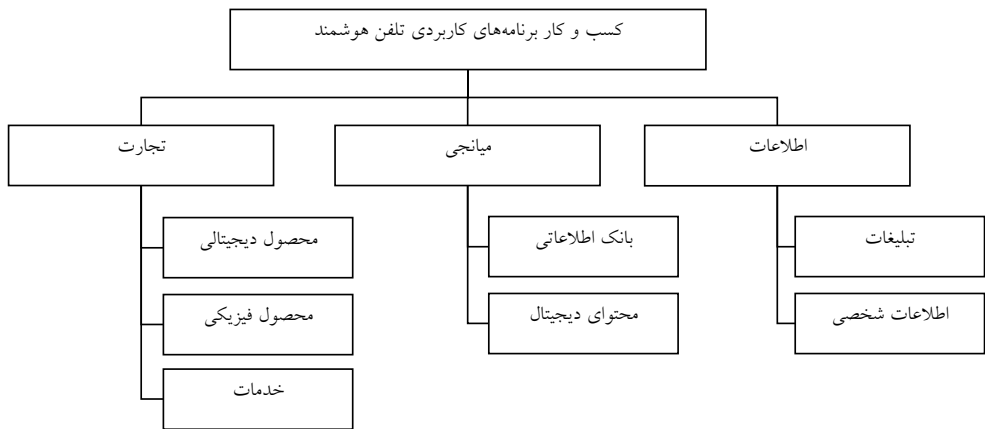 کسب و کار برنامه‌های کاربردی تلفن هوشمند
اطلاعات
میانجی
تجارت
تبلیغات
بانک اطلاعاتی
محصول دیجیتالی
اطلاعات شخصی
محتوای دیجیتال
محصول فیزیکی
خدمات